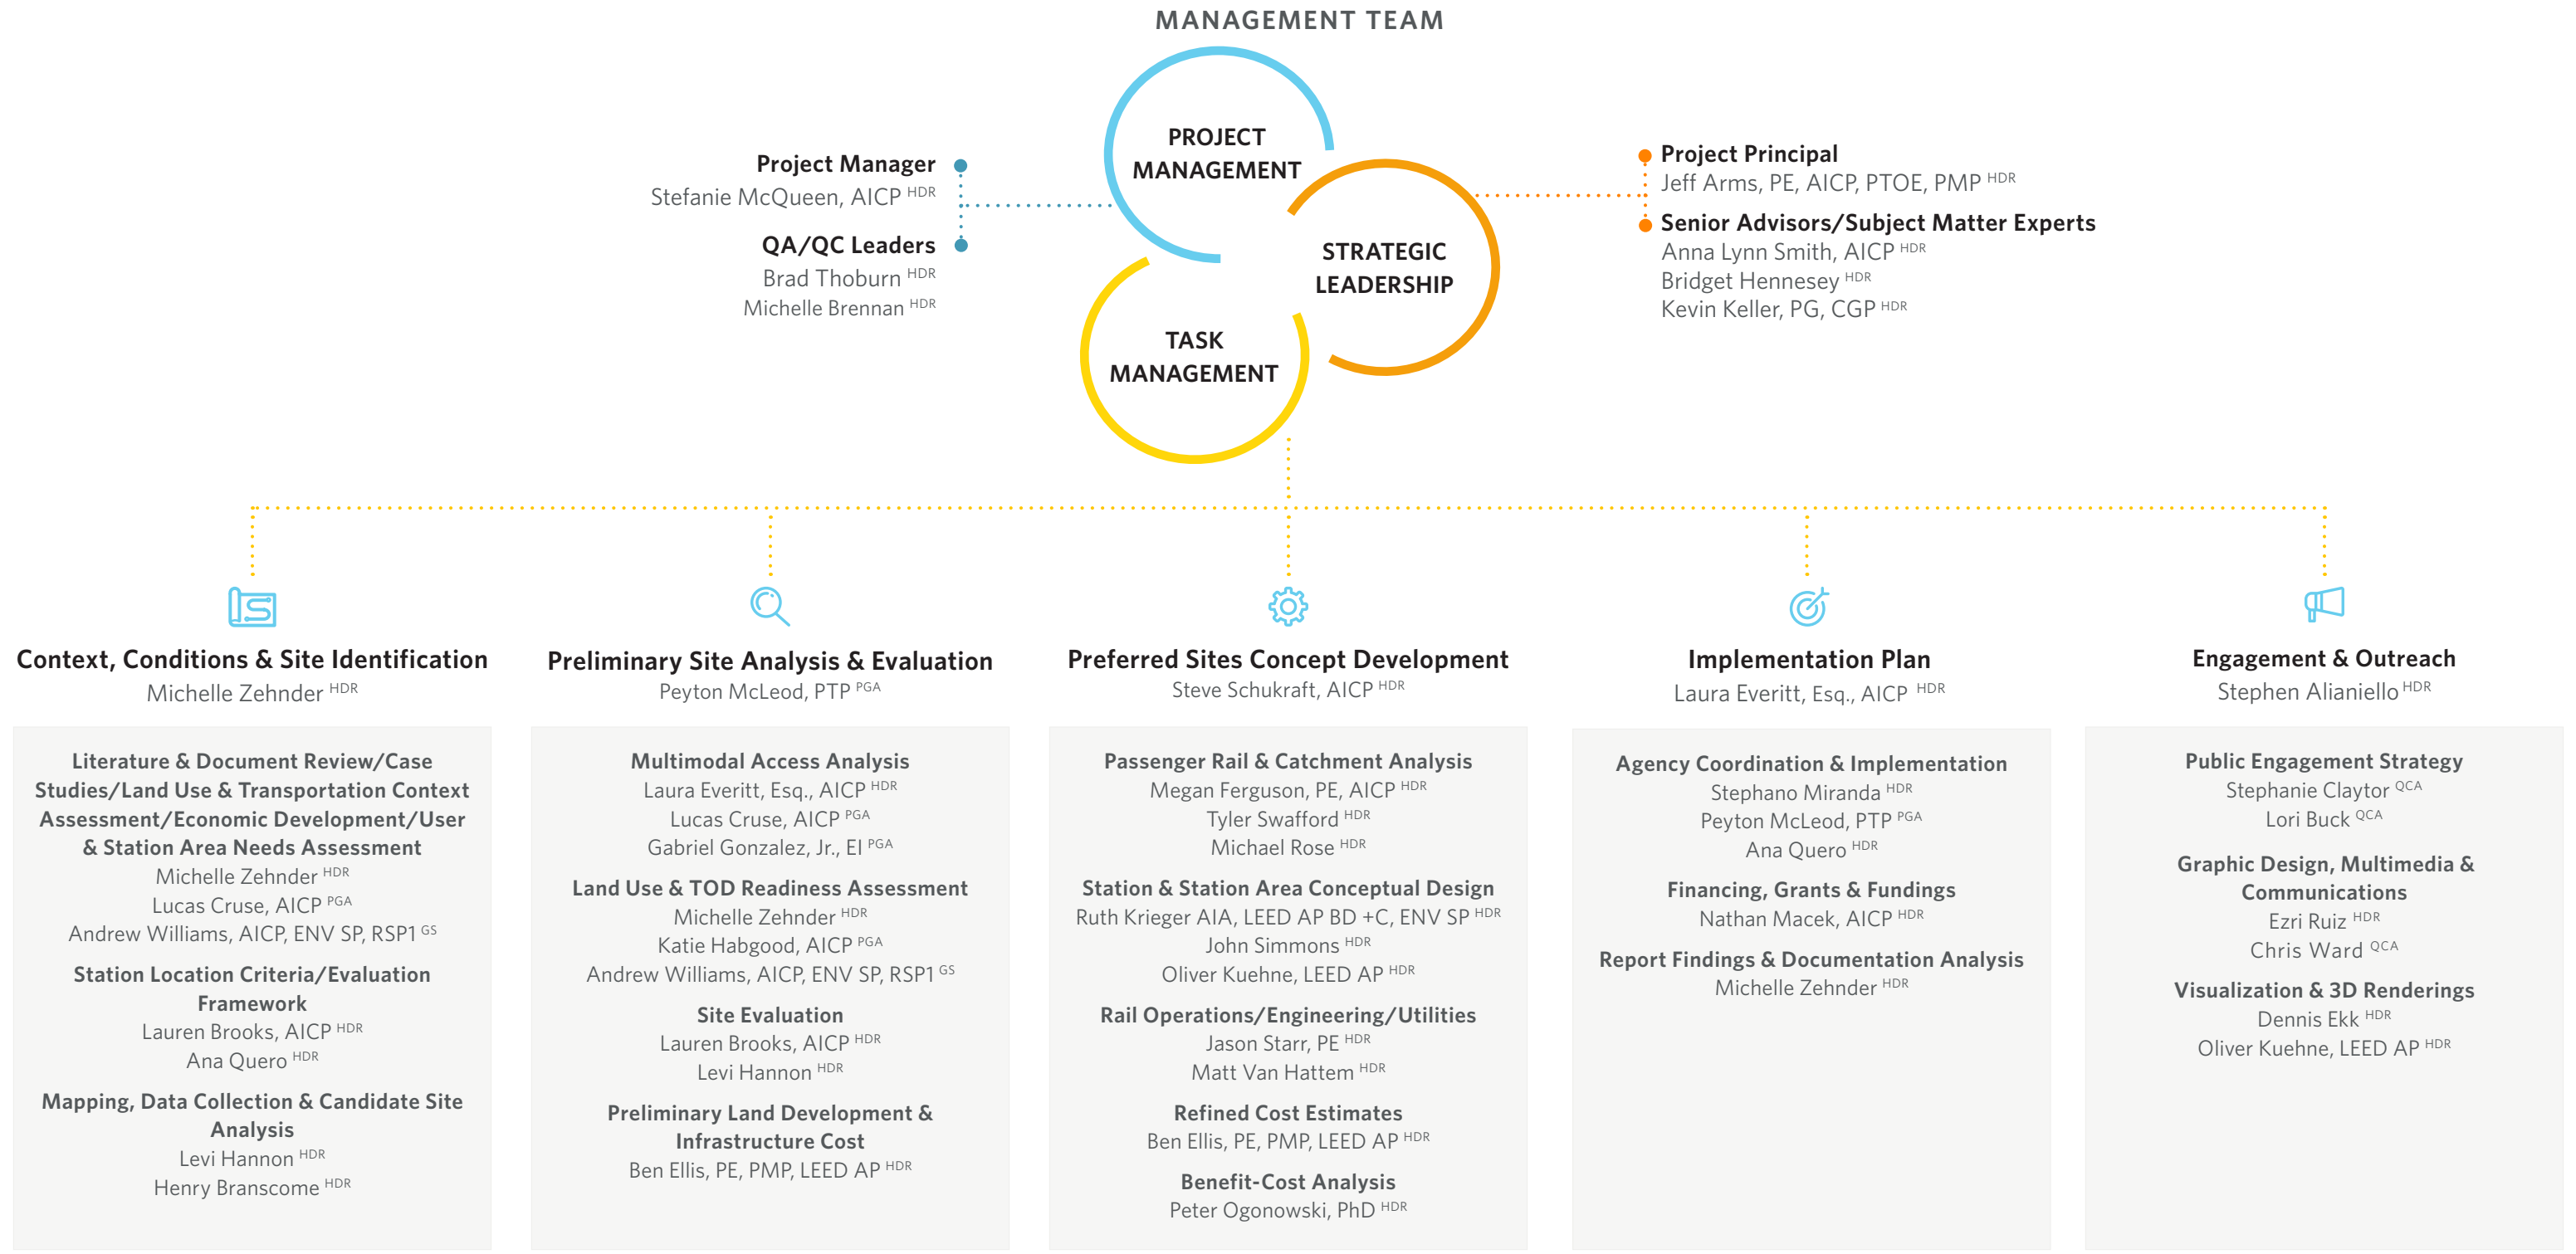 MANAGEMENT TEAM
PROJECT
MANAGEMENT
STRATEGIC
LEADERSHIP
TASK
MANAGEMENT
Project Manager
Stefanie McQueen, AICP HDR
QA/QC Leaders
Brad Thoburn HDR
Michelle Brennan HDR
Project Principal
Jeff Arms, PE, AICP, PTOE, PMP HDR
Senior Advisors/Subject Matter Experts
Anna Lynn Smith, AICP HDR
Bridget Hennesey HDR
Kevin Keller, PG, CGP HDR
Context, Conditions & Site Identification
Michelle Zehnder HDR
Literature & Document Review/Case
Studies/Land Use & Transportation Context
Assessment/Economic Development/User
& Station Area Needs Assessment
Michelle Zehnder HDR
Lucas Cruse, AICP PGA
Andrew Williams, AICP, ENV SP, RSP1 GS
Station Location Criteria/Evaluation
Framework
Lauren Brooks, AICP HDR
Ana Quero HDR
Mapping, Data Collection & Candidate Site
Analysis
Levi Hannon HDR
Henry Branscome HDR
Preliminary Site Analysis & Evaluation
Peyton McLeod, PTP PGA
Multimodal Access Analysis
Laura Everitt, Esq., AICP HDR
Lucas Cruse, AICP PGA
Gabriel Gonzalez, Jr., EI PGA
Land Use & TOD Readiness Assessment
Michelle Zehnder HDR
Katie Habgood, AICP PGA
Andrew Williams, AICP, ENV SP, RSP1 GS
Site Evaluation
Lauren Brooks, AICP HDR
Levi Hannon HDR
Preliminary Land Development &
Infrastructure Cost
Ben Ellis, PE, PMP, LEED AP HDR
Preferred Sites Concept Development
Steve Schukraft, AICP HDR
Passenger Rail & Catchment Analysis
Megan Ferguson, PE, AICP HDR
Tyler Swafford HDR
Michael Rose HDR
Station & Station Area Conceptual Design
Ruth Krieger AIA, LEED AP BD +C, ENV SP HDR
John Simmons HDR
Oliver Kuehne, LEED AP HDR
Rail Operations/Engineering/Utilities
Jason Starr, PE HDR
Matt Van Hattem HDR
Refined Cost Estimates
Ben Ellis, PE, PMP, LEED AP HDR
Benefit-Cost Analysis
Peter Ogonowski, PhD HDR
Implementation Plan
Laura Everitt, Esq., AICP HDR
Agency Coordination & Implementation
Stephano Miranda HDR
Peyton McLeod, PTP PGA
Ana Quero HDR
Financing, Grants & Fundings
Nathan Macek, AICP HDR
Report Findings & Documentation Analysis
Michelle Zehnder HDR
Engagement & Outreach
Stephen Alianiello HDR
Public Engagement Strategy
Stephanie Claytor QCA
Lori Buck QCA
Graphic Design, Multimedia &
Communications
Ezri Ruiz HDR
Chris Ward QCA
Visualization & 3D Renderings
Dennis Ekk HDR
Oliver Kuehne, LEED AP HDR